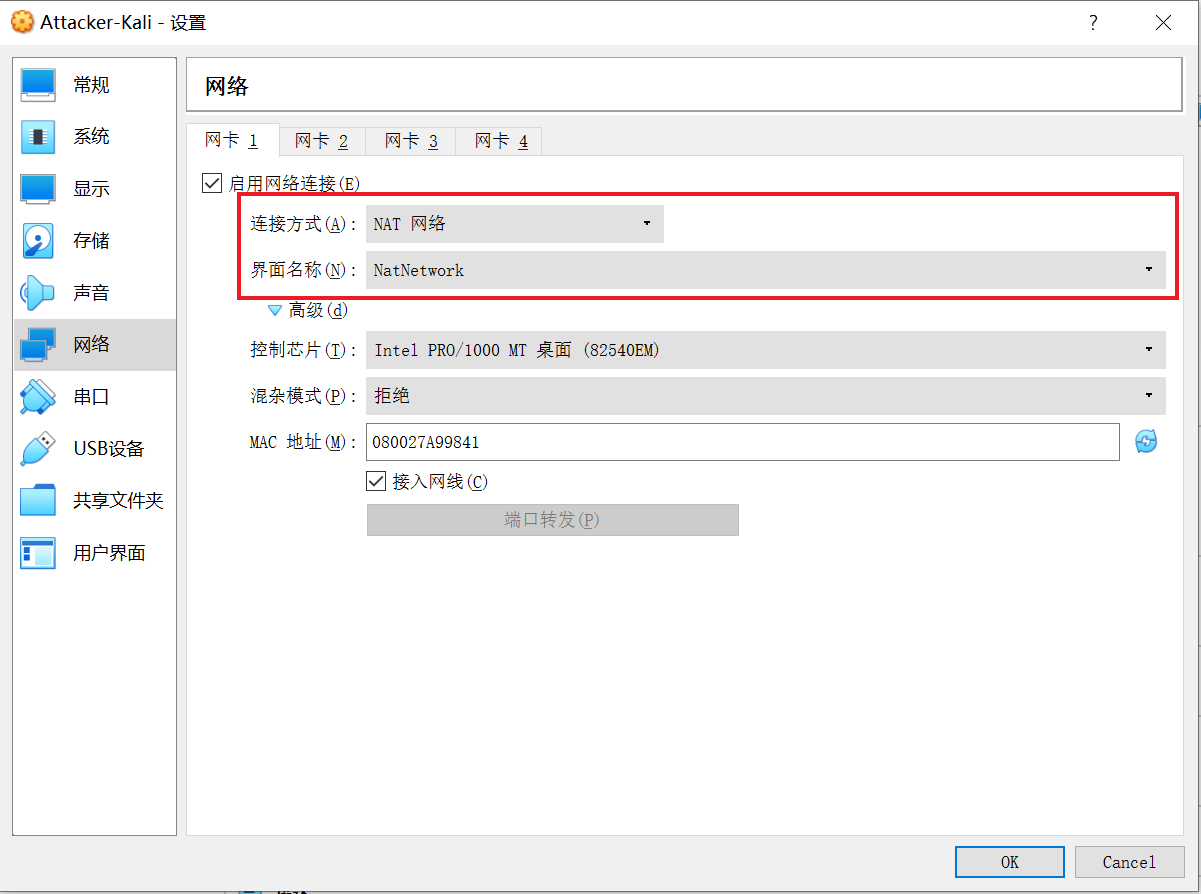 Attacker-Kali - 设置 ?
常规
系统
显示
存储
声音
网络
串口
USB设备
共享文件夹
用户界面
网络
网卡 1 网卡 2 网卡 3 网卡 4
启用网络连接(E)
连接方式(A): NAT 网络
界面名称(N): NatNetwork
高级(d)
控制芯片(T): Intel PRO/1000 MT 桌面 (82540EM)
混杂模式(P): 拒绝
MAC 地址(M): 080027A99841
接入网线(C)
端口转发(P)
OK Cancel